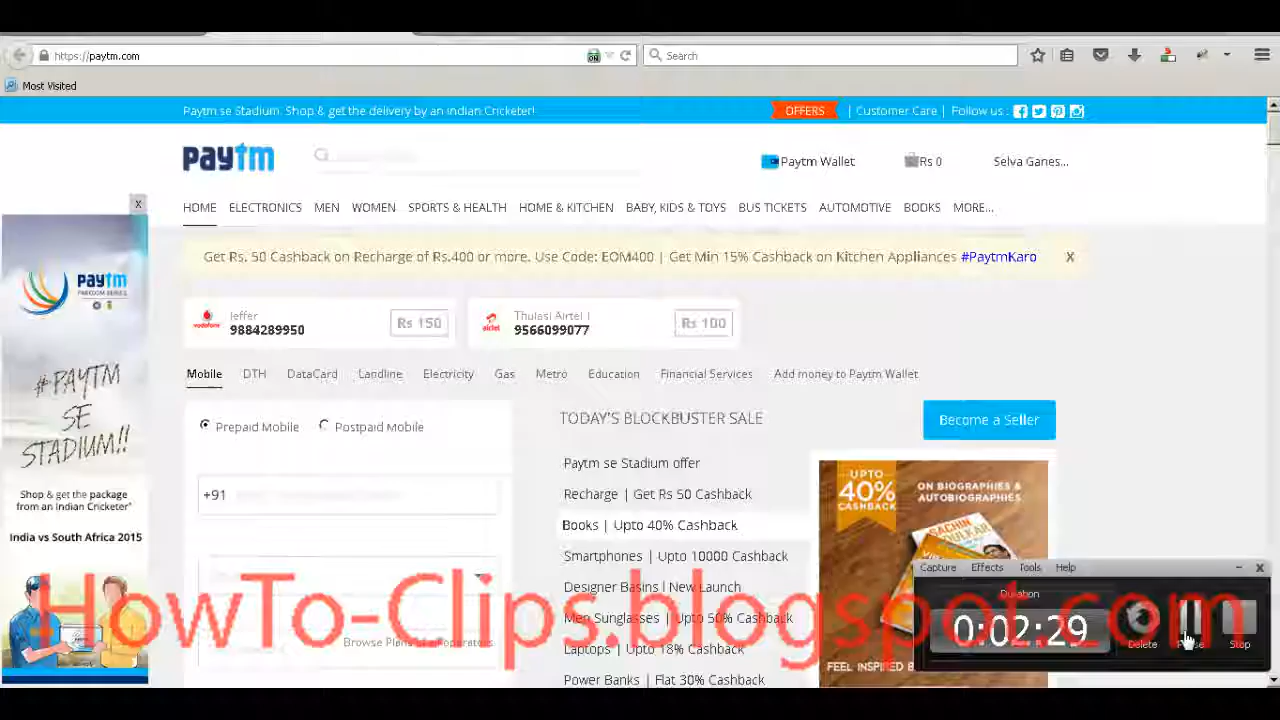 https://paytm.com
Search
Most Visited
Paytm se Stadium. Shop & get the delivery by an Indian Cricketer!
OFFERS | Customer Care | Follow us :
paytm
Paytm Wallet
Rs 0
Selva Ganes...
HOME ELECTRONICS MEN WOMEN SPORTS & HEALTH HOME & KITCHEN BABY, KIDS & TOYS BUS TICKETS AUTOMOTIVE BOOKS MORE...
X
Get Rs. 50 Cashback on Recharge of Rs.400 or more. Use Code: EOM400 | Get Min 15% Cashback on Kitchen Appliances #PaytmKaro X
paytm
FREEDOM SERIES
#PAYTM
SE
STADIUM!!
Shop & get the package
from an Indian Cricketer*
India vs South Africa 2015
vodafone
Jeffer
9884289950
Rs 150
airtel
Thulasi Airtel I
9566099077
Rs 100
Mobile DTH DataCard Landline Electricity Gas Metro Education Financial Services Add money to Paytm Wallet
Prepaid Mobile Postpaid Mobile
+91
Browse Plans of
TODAY'S BLOCKBUSTER SALE
Become a Seller
Paytm se Stadium offer
Recharge | Get Rs 50 Cashback
Books | Upto 40% Cashback
Smartphones | Upto 10000 Cashback
Designer Basins | New Launch
Men Sunglasses | Upto 50% Cashback
Laptops | Upto 18% Cashback
Power Banks | Flat 30% Cashback
UPTO
40%
CASHBACK
ON BIOGRAPHIES &
AUTOBIOGRAPHIES
SACHIN
FEEL INSPIRED B
Capture Effects Tools Help
Duration
0:02:29
Delete
Pause
Stop
HowTo-Clips.blogspot.com